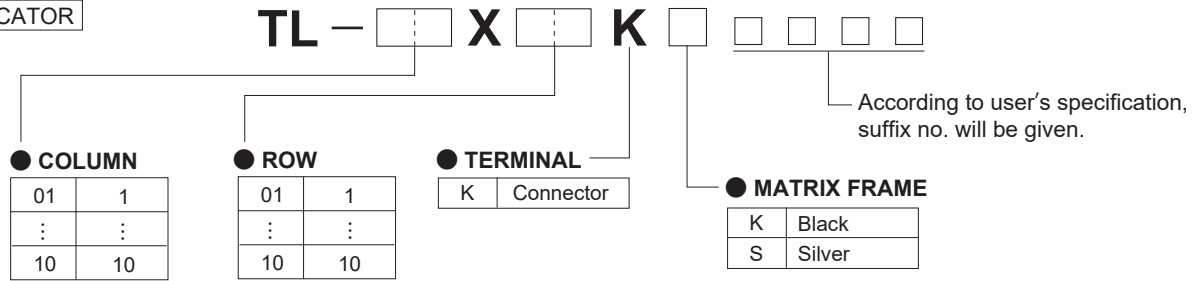 TL – X K
According to user's specification,
suffix no. will be given.
● COLUMN
01 1
⋮ ⋮
10 10
● ROW
01 1
⋮ ⋮
10 10
● TERMINAL
K Connector
● MATRIX FRAME
K Black
S Silver